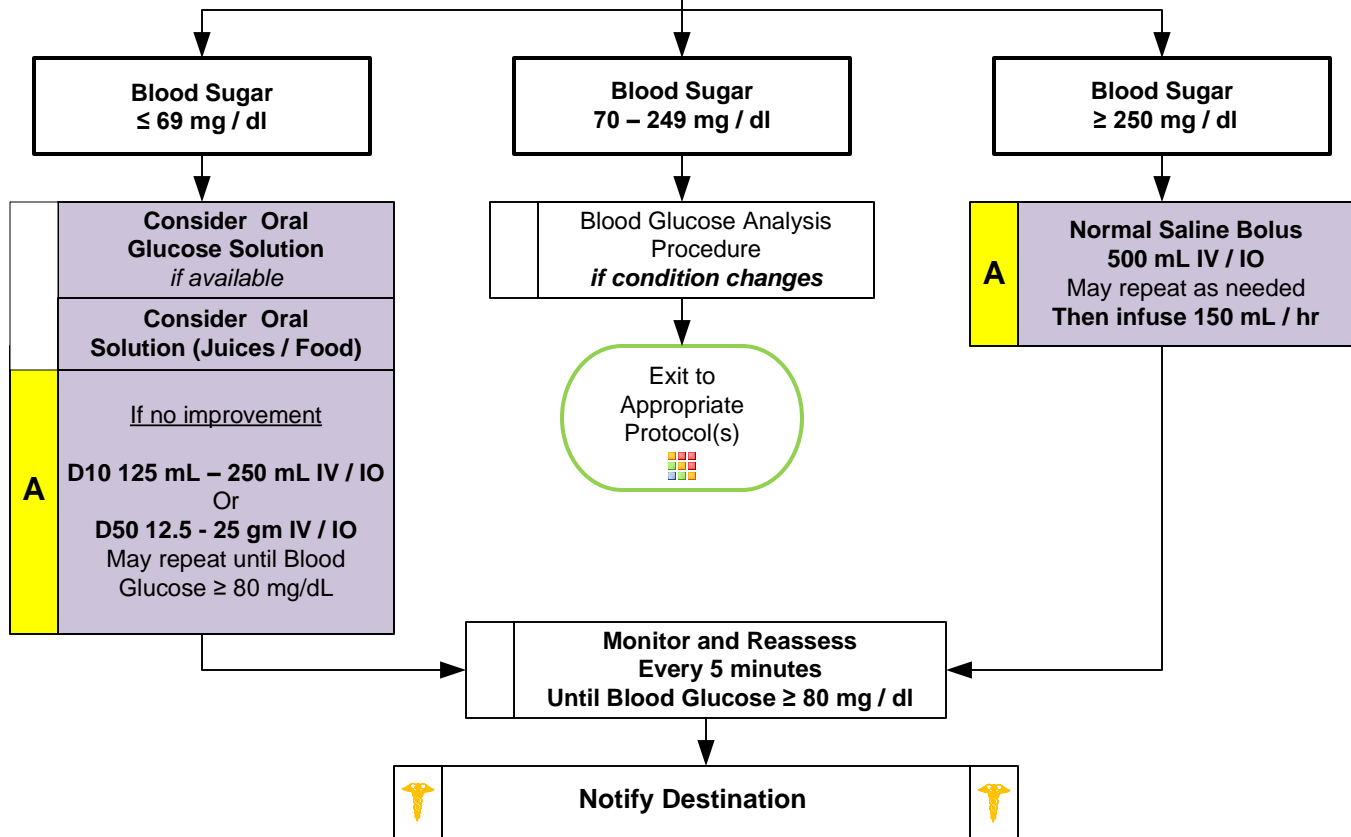 Blood Sugar
≤ 69 mg / dl
Blood Sugar
70 – 249 mg / dl
Blood Sugar
≥ 250 mg / dl
Consider Oral
Glucose Solution
if available
Consider Oral
Solution (Juices / Food)
A
If no improvement
D10 125 mL – 250 mL IV / IO
Or
D50 12.5 - 25 gm IV / IO
May repeat until Blood
Glucose ≥ 80 mg/dL
Blood Glucose Analysis
Procedure
if condition changes
Exit to
Appropriate
Protocol(s)
A
Normal Saline Bolus
500 mL IV / IO
May repeat as needed
Then infuse 150 mL / hr
Monitor and Reassess
Every 5 minutes
Until Blood Glucose ≥ 80 mg / dl
Notify Destination